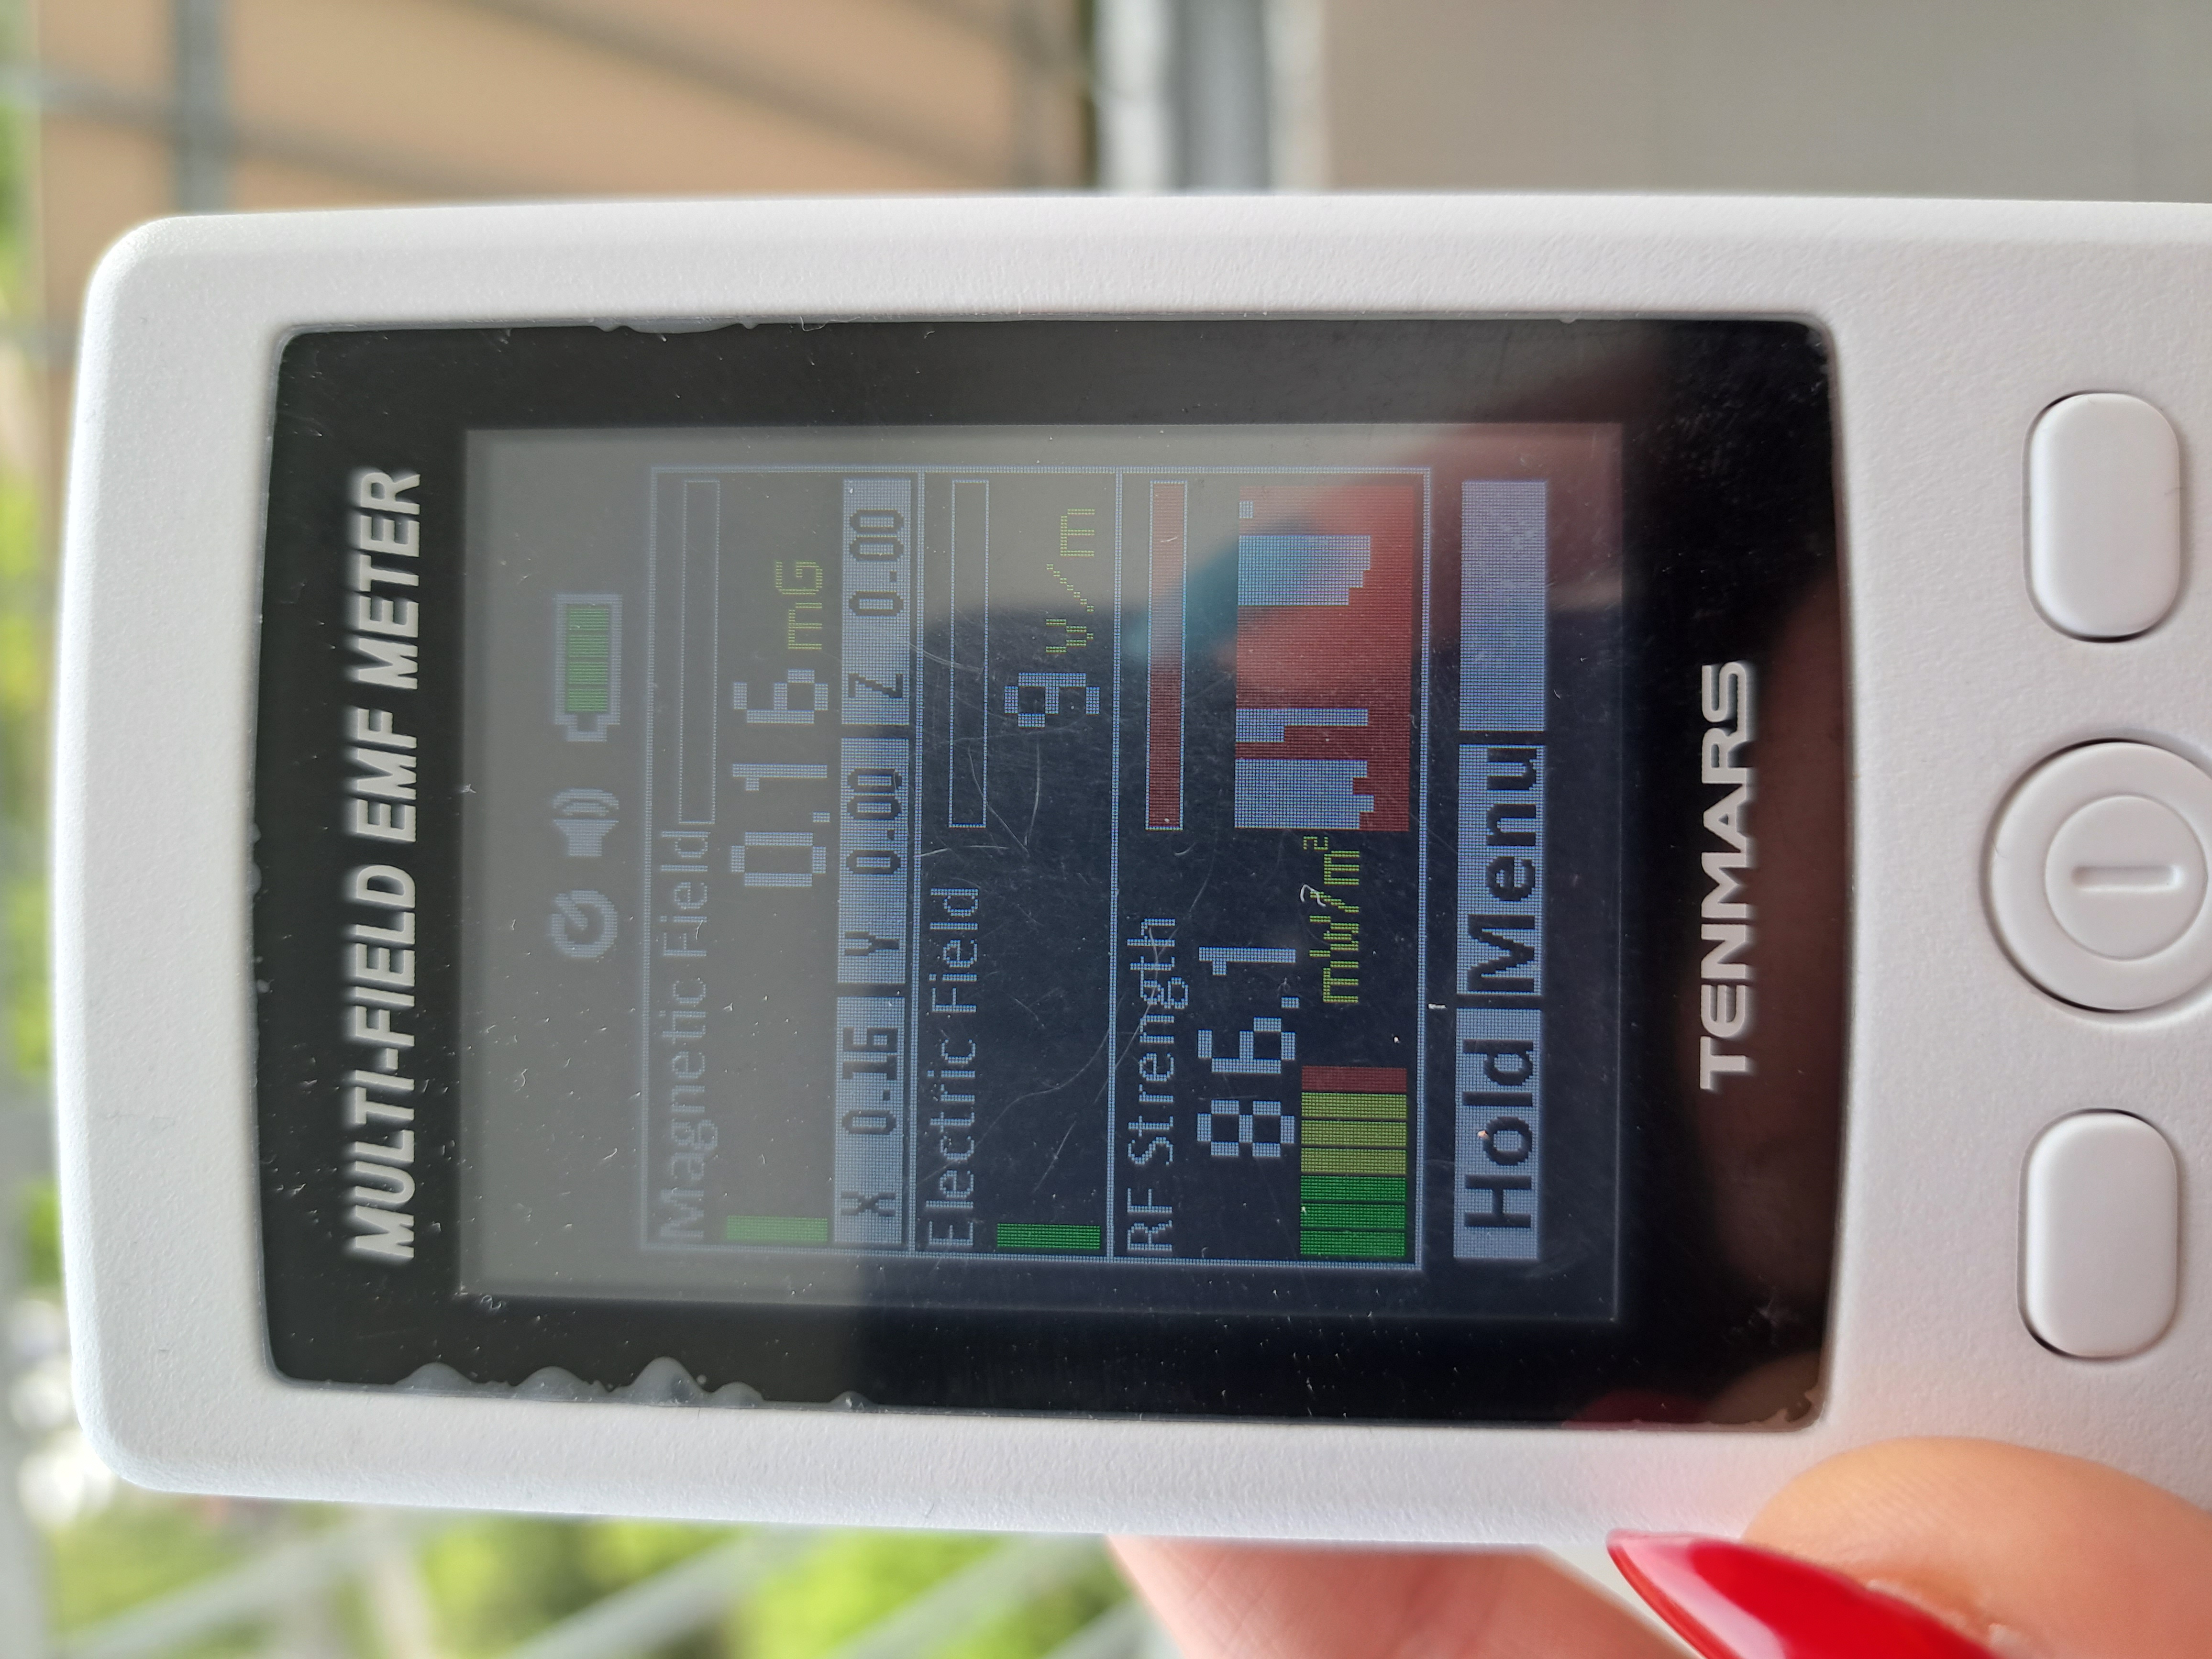 MULTI-FIELD EMF METER
Magnetic Field
0.16 mG
X 0.16 Y 0.00 Z 0.00
Electric Field
9 V/m
RF Strength
86.1
mW/m²
Hold Menu
TENMARS